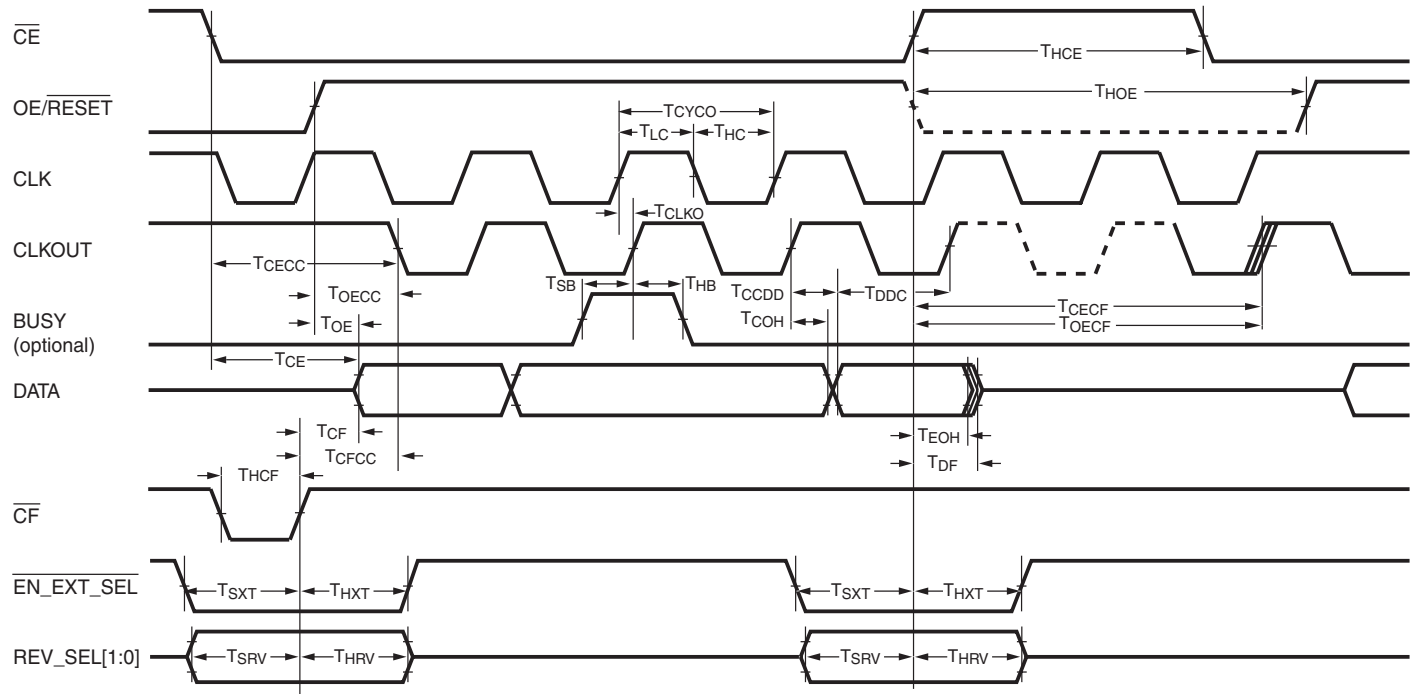 CE
THCE
OE/RESET
THOE
TCYCO
TLC
THC
CLK
TCLKO
CLKOUT
TCECC
TSB
THB
TCCDD
TDDC
TOECC
TCECF
TCOH
TOECF
BUSY
(optional)
TOE
TCE
DATA
TCF
TEOH
TCFCC
TDF
THCF
CF
EN_EXT_SEL
TSXT
THXT
TSXT
THXT
REV_SEL[1:0]
TSRV
THRV
TSRV
THRV